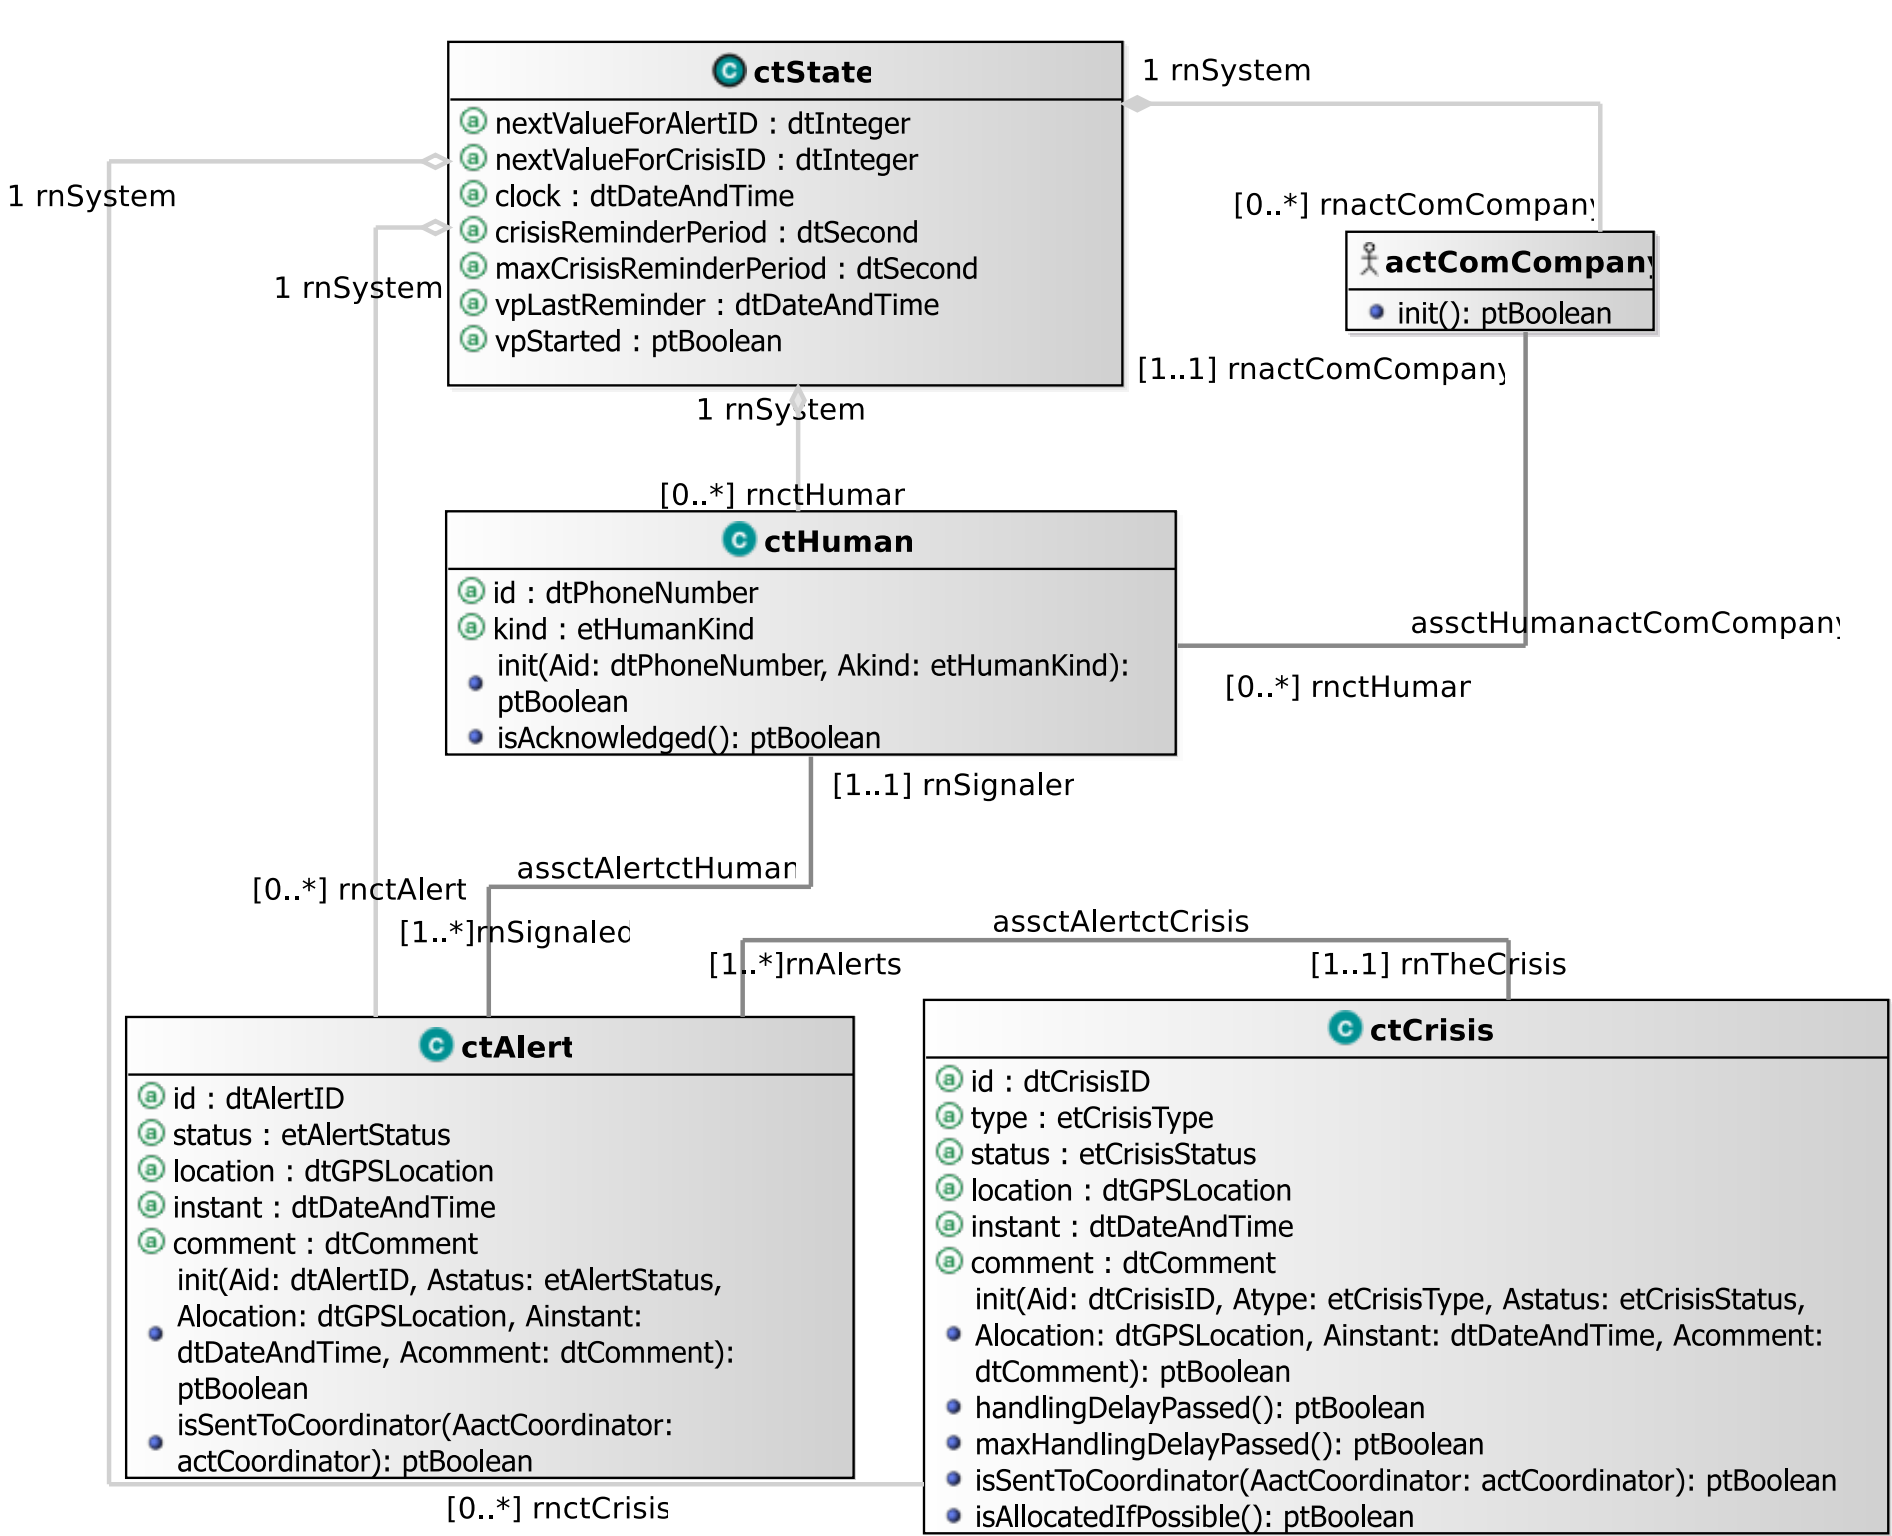 ctState
nextValueForAlertID : dtInteger
nextValueForCrisisID : dtInteger
clock : dtDateAndTime
crisisReminderPeriod : dtSecond
maxCrisisReminderPeriod : dtSecond
vpLastReminder : dtDateAndTime
vpStarted : ptBoolean
1 rnSystem
1 rnSystem
1 rnSystem
1 rnSystem
[0..*] rnactComCompany
actComCompany
init(): ptBoolean
[1..1] rnactComCompany
[0..*] rnctHumar
ctHuman
id : dtPhoneNumber
kind : etHumanKind
init(Aid: dtPhoneNumber, Akind: etHumanKind):
ptBoolean
isAcknowledged(): ptBoolean
assctHumanactComCompany
[0..*] rnctHumar
[1..1] rnSignaler
assctAlertctHuman
[0..*] rnctAlert
[1..*]rnSignaled
assctAlertctCrisis
[1..*]rnAlerts
[1..1] rnTheCrisis
ctAlert
id : dtAlertID
status : etAlertStatus
location : dtGPSLocation
instant : dtDateAndTime
comment : dtComment
init(Aid: dtAlertID, Astatus: etAlertStatus,
Alocation: dtGPSLocation, Ainstant:
dtDateAndTime, Acomment: dtComment):
ptBoolean
isSentToCoordinator(AactCoordinator:
actCoordinator): ptBoolean
ctCrisis
id : dtCrisisID
type : etCrisisType
status : etCrisisStatus
location : dtGPSLocation
instant : dtDateAndTime
comment : dtComment
init(Aid: dtCrisisID, Atype: etCrisisType, Astatus: etCrisisStatus,
Alocation: dtGPSLocation, Ainstant: dtDateAndTime, Acomment:
dtComment): ptBoolean
handlingDelayPassed(): ptBoolean
maxHandlingDelayPassed(): ptBoolean
isSentToCoordinator(AactCoordinator: actCoordinator): ptBoolean
isAllocatedIfPossible(): ptBoolean
[0..*] rnctCrisis